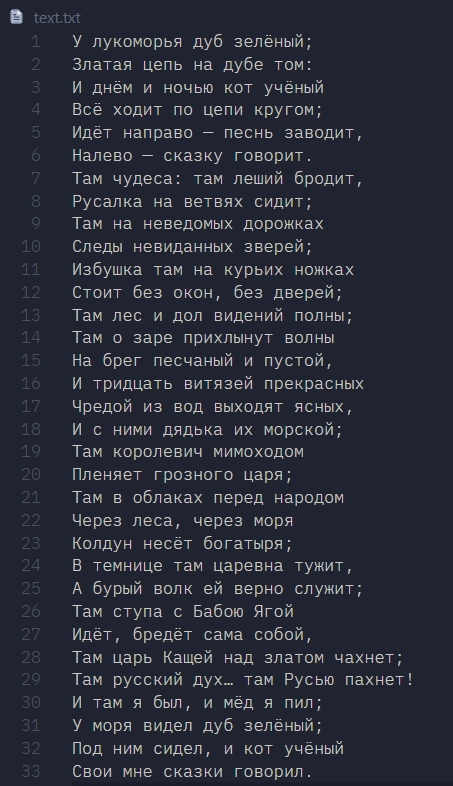 text.txt
1 У лукоморья дуб зелёный;
2 Златая цепь на дубе том:
3 И днём и ночью кот учёный
4 Всё ходит по цепи кругом;
5 Идёт направо — песнь заводит,
6 Налево — сказку говорит.
7 Там чудеса: там леший бродит,
8 Русалка на ветвях сидит;
9 Там на неведомых дорожках
10 Следы невиданных зверей;
11 Избушка там на курьих ножках
12 Стоит без окон, без дверей;
13 Там лес и дол видений полны;
14 Там о заре прихлынут волны
15 На брег песчаный и пустой,
16 И тридцать витязей прекрасных
17 Чредой из вод выходят ясных,
18 И с ними дядька их морской;
19 Там королевич мимоходом
20 Пленяет грозного царя;
21 Там в облаках перед народом
22 Через леса, через моря
23 Колдун несёт богатыря;
24 В темнице там царевна тужит,
25 А бурый волк ей верно служит;
26 Там ступа с Бабою Ягой
27 Идёт, бредёт сама собой,
28 Там царь Кащей над златом чахнет;
29 Там русский дух… там Русью пахнет!
30 И там я был, и мёд я пил;
31 У моря видел дуб зелёный;
32 Под ним сидел, и кот учёный
33 Свои мне сказки говорил.